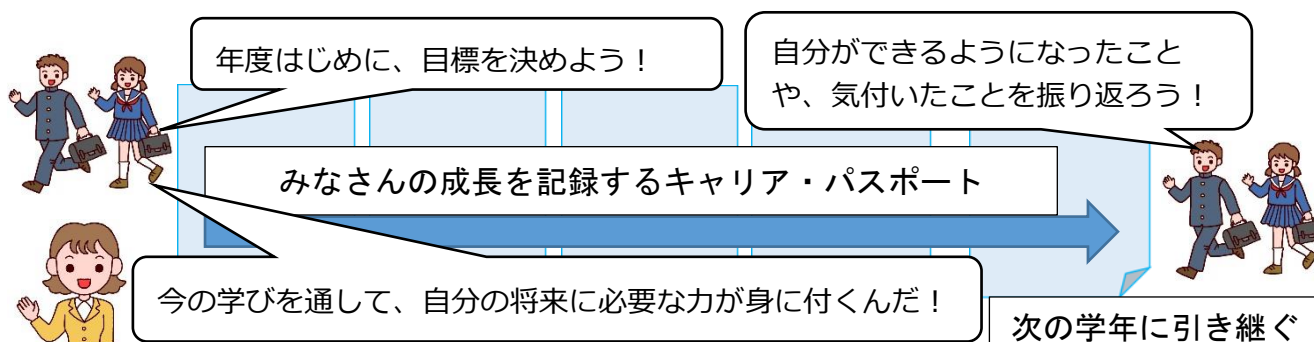 年度はじめに、目標を決めよう！
自分ができるようになったこと
や、気付いたことを振り返ろう！
みなさんの成長を記録するキャリア・パスポート
今の学びを通して、自分の将来に必要な力が身に付くんだ！
次の学年に引き継ぐ